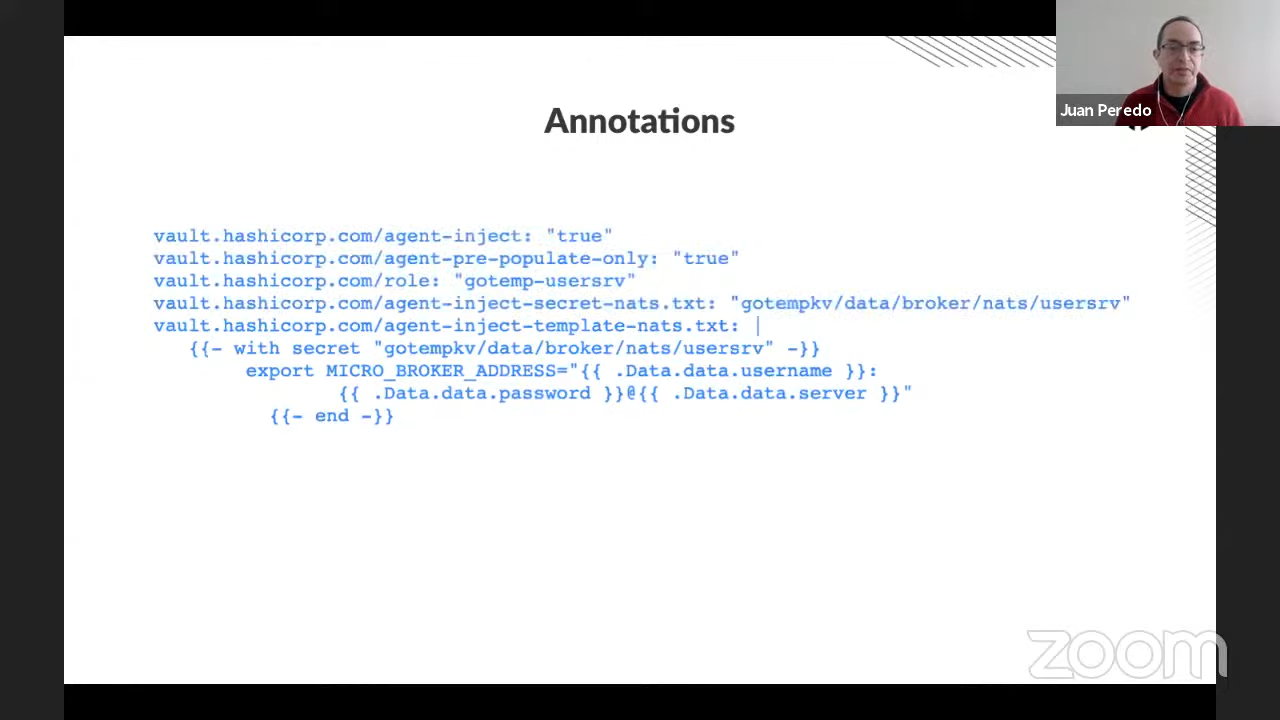 Annotations
Juan Peredo
vault.hashicorp.com/agent-inject: "true"
vault.hashicorp.com/agent-pre-populate-only: "true"
vault.hashicorp.com/role: "gotemp-usersrv"
vault.hashicorp.com/agent-inject-secret-nats.txt: "gotempkv/data/broker/nats/usersrv"
vault.hashicorp.com/agent-inject-template-nats.txt: |
{{- with secret "gotempkv/data/broker/nats/usersrv" -}}
export MICRO_BROKER_ADDRESS="{{ .Data.data.username }}:
{{ .Data.data.password }}@{{ .Data.data.server }}"
{{- end -}}
zoom